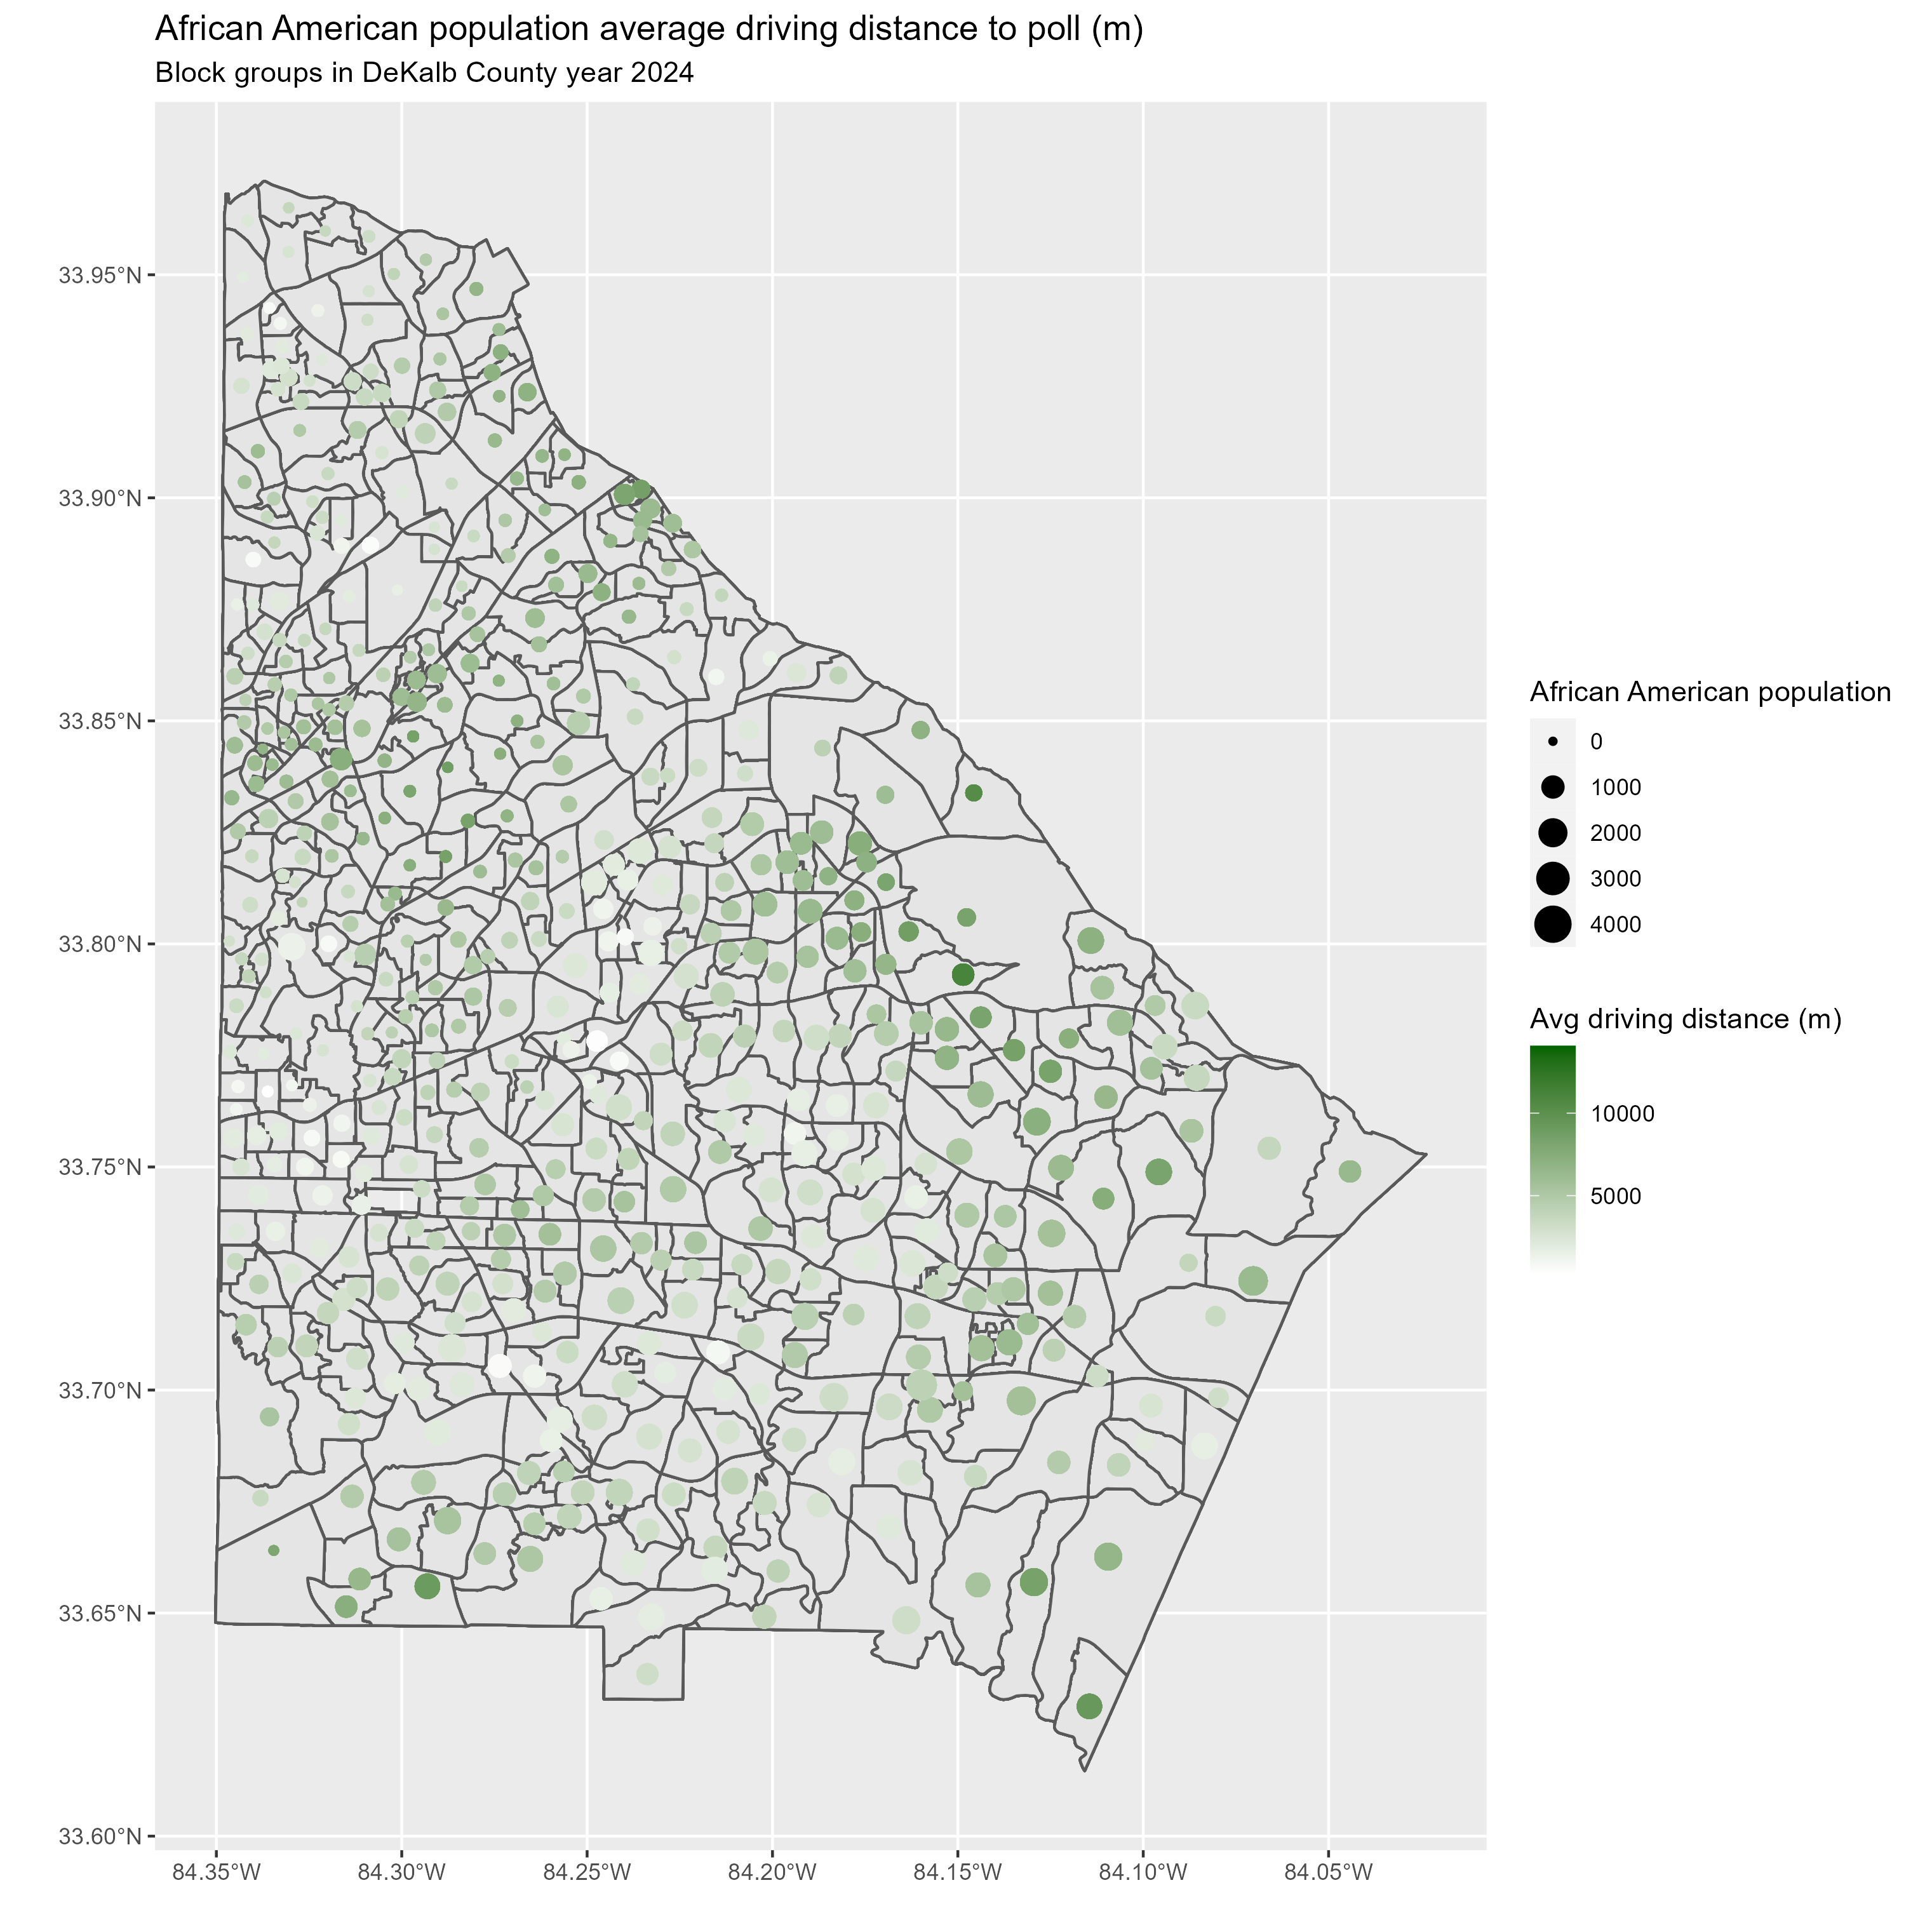 African American population average driving distance to poll (m)
Block groups in DeKalb County year 2024
33.95°N
33.90°N
33.85°N
33.80°N
33.75°N
33.70°N
33.65°N
33.60°N
84.35°W
84.30°W
84.25°W
84.20°W
84.15°W
84.10°W
84.05°W
African American population
0
1000
2000
3000
4000
Avg driving distance (m)
10000
5000